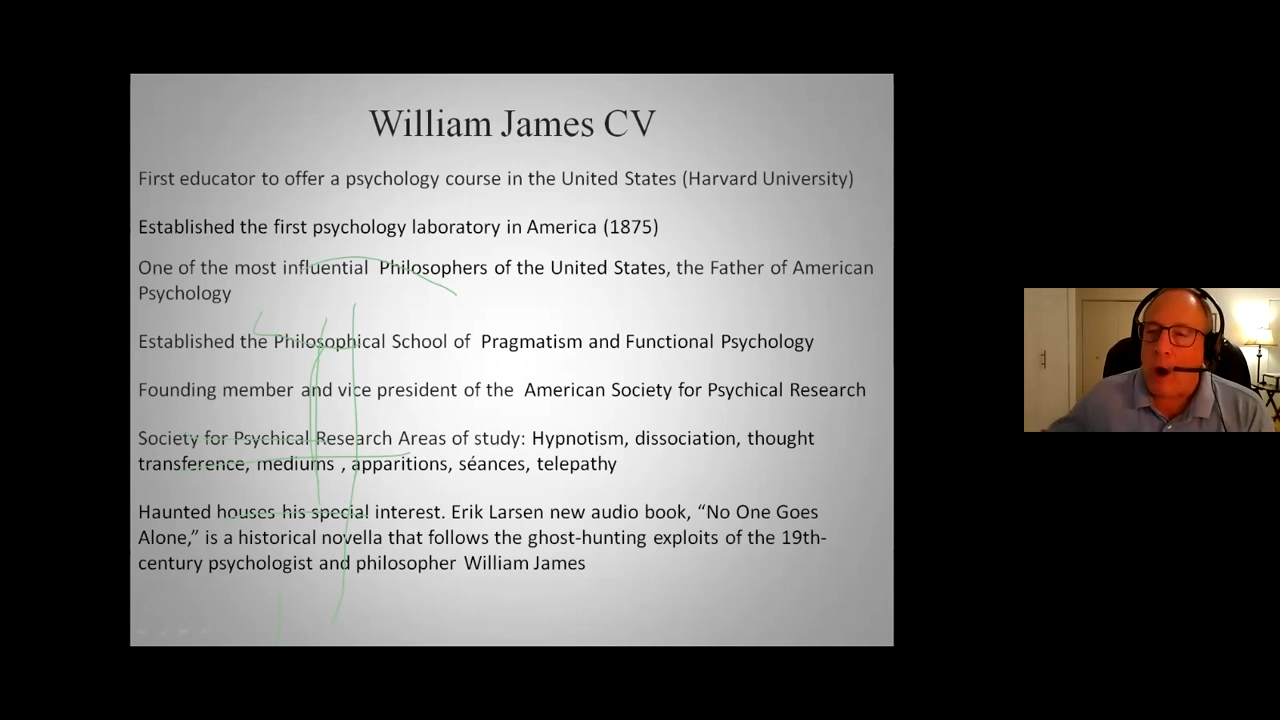 William James CV
First educator to offer a psychology course in the United States (Harvard University)
Established the first psychology laboratory in America (1875)
One of the most influential Philosophers of the United States, the Father of American
Psychology
Established the Philosophical School of Pragmatism and Functional Psychology
Founding member and vice president of the American Society for Psychical Research
Society for Psychical Research Areas of study: Hypnotism, dissociation, thought
transference, mediums , apparitions, séances, telepathy
Haunted houses his special interest. Erik Larsen new audio book, “No One Goes
Alone,” is a historical novella that follows the ghost-hunting exploits of the 19th-
century psychologist and philosopher William James